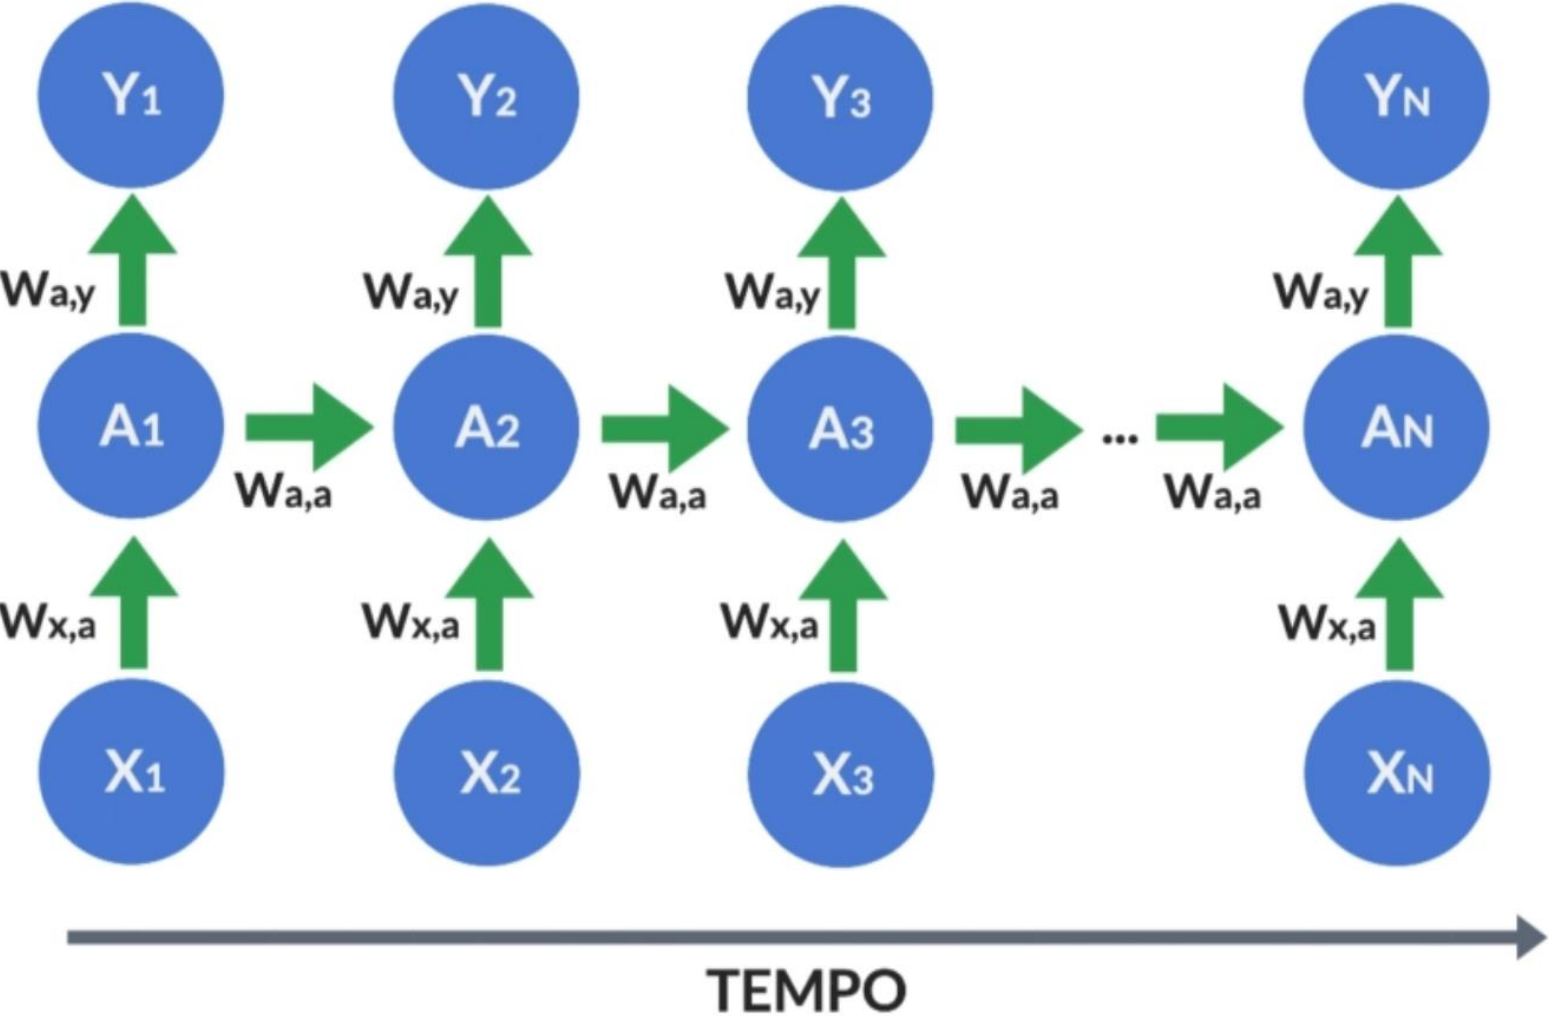 Y1 Y2 Y3 YN
Wa,y Wa,y Wa,y Wa,y
A1 A2 A3 ... AN
Wa,a Wa,a Wa,a Wa,a
Wx,a Wx,a Wx,a Wx,a
X1 X2 X3 XN
TEMPO